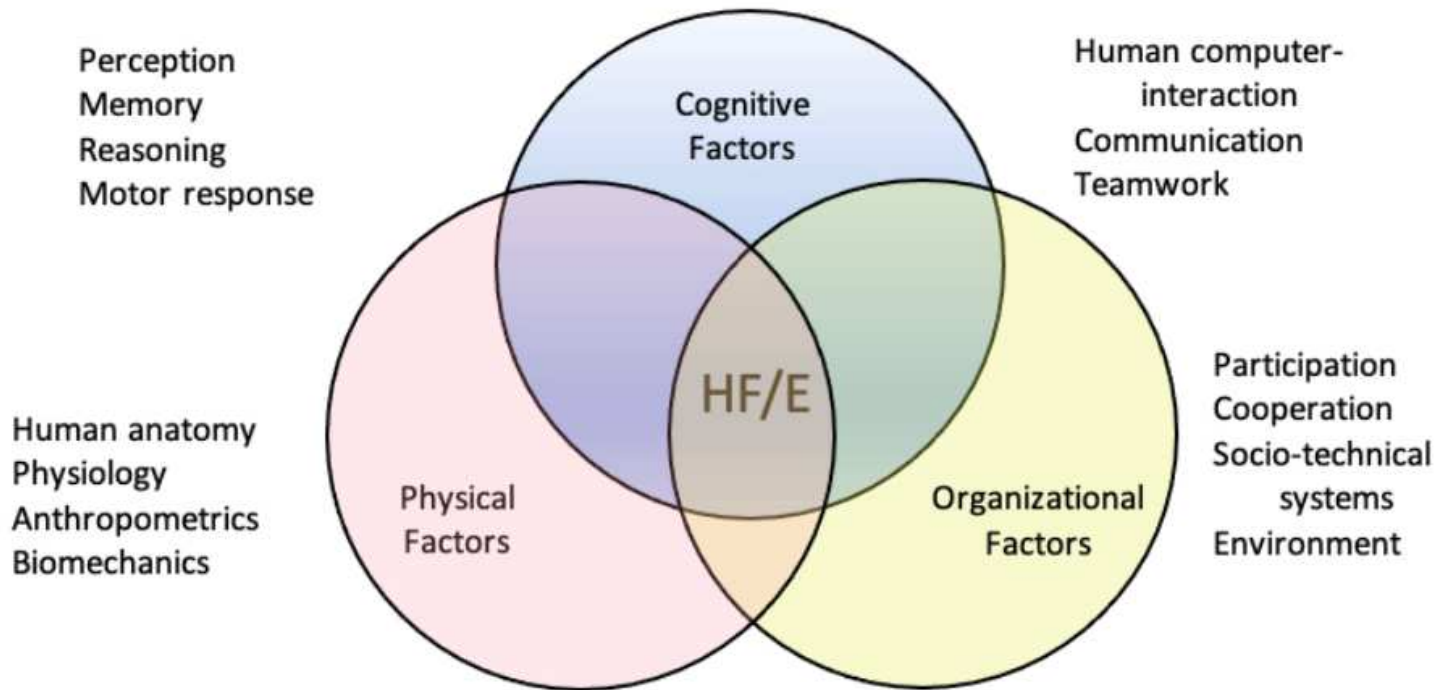 Perception
Memory
Reasoning
Motor response
Cognitive
Factors
Human computer-
interaction
Communication
Teamwork
HF/E
Human anatomy
Physiology
Anthropometrics
Biomechanics
Physical
Factors
Organizational
Factors
Participation
Cooperation
Socio-technical
systems
Environment